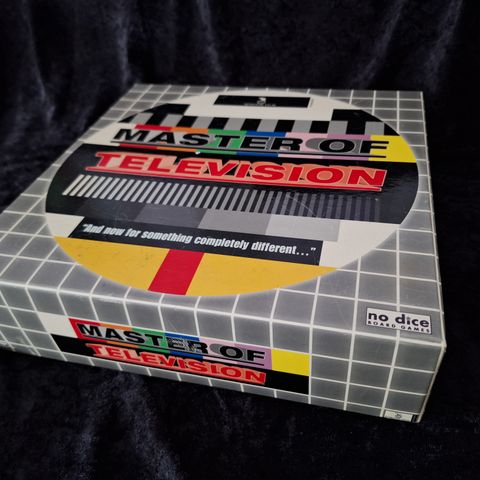 MASTER OF
TELEVISION
"And now for something completely different..."
no dice
BOARD GAMES
MASTER OF
TELEVISION